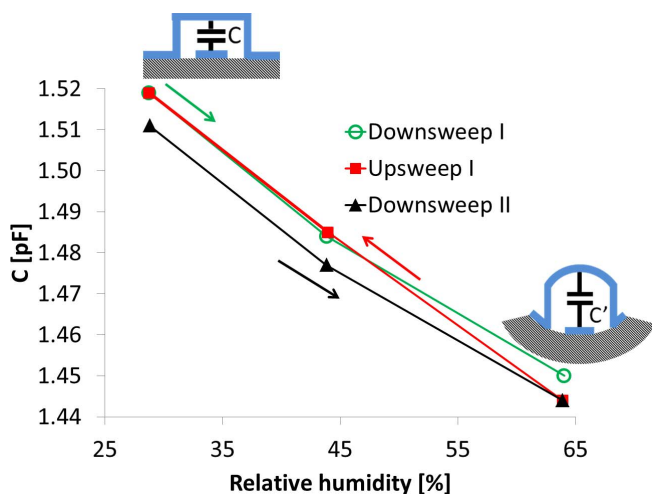 C
1.52
1.51
1.50
1.49
1.48
1.47
1.46
1.45
1.44
C [pF]
Downsweep I
Upsweep I
Downsweep II
C'
25
35
45
55
65
Relative humidity [%]